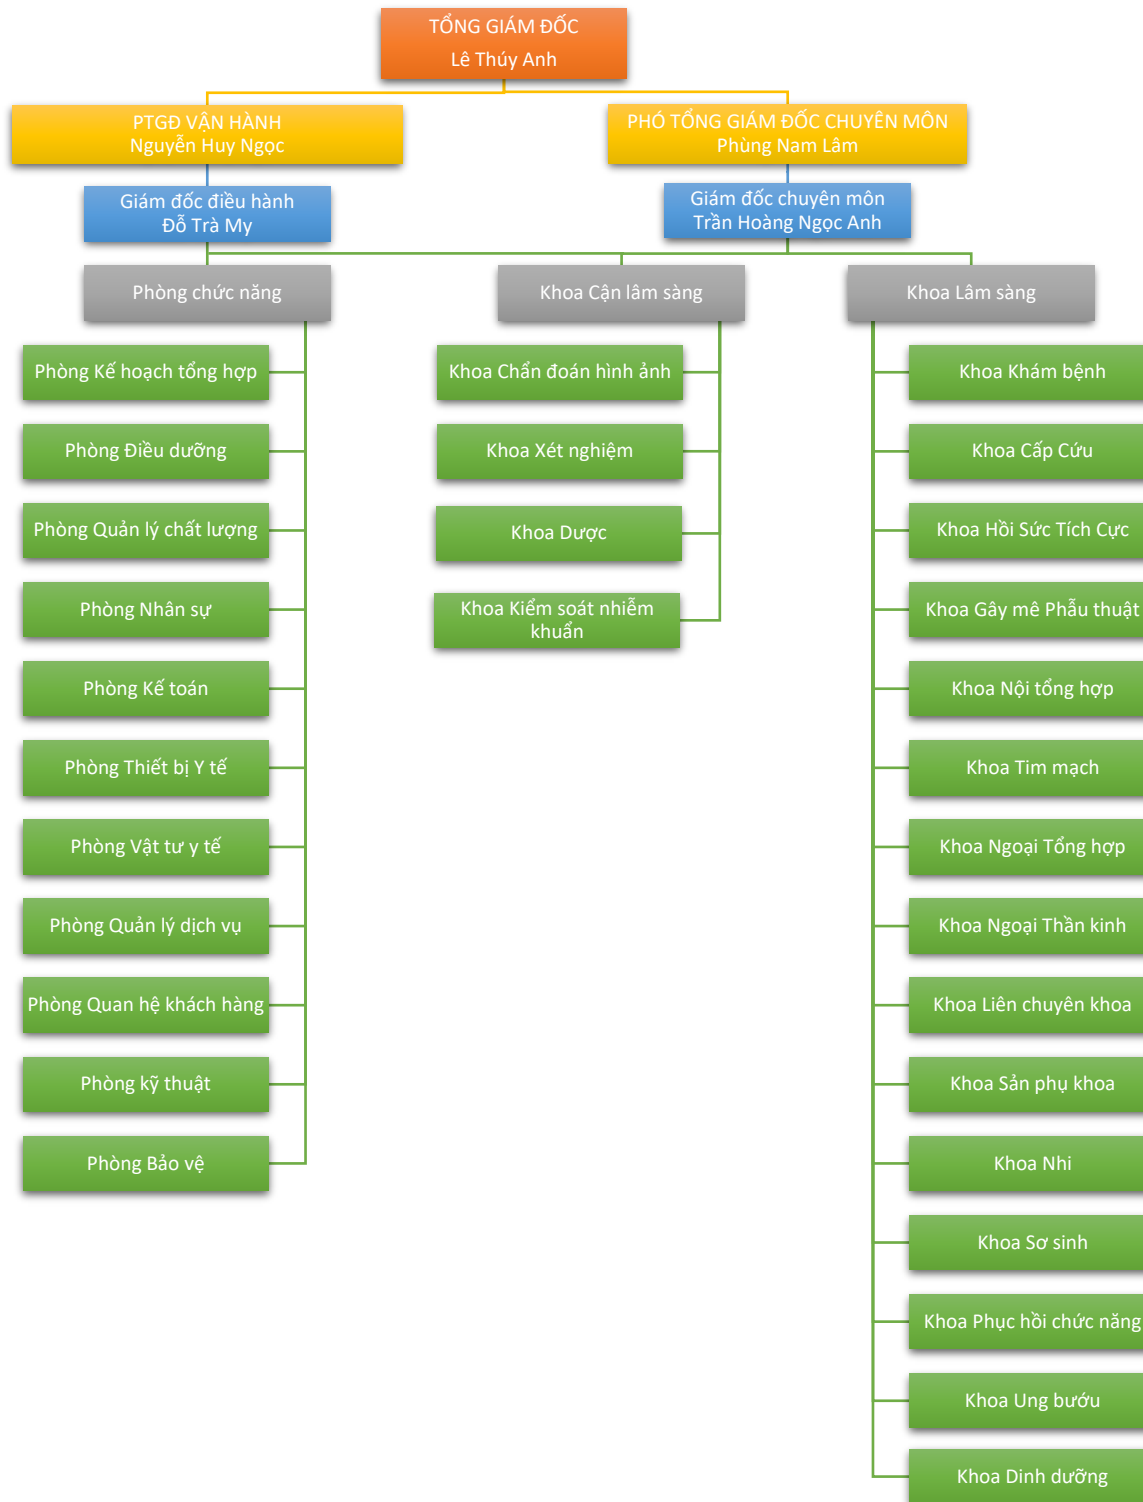 TỔNG GIÁM ĐỐC
Lê Thúy Anh
PTGĐ VẬN HÀNH
Nguyễn Huy Ngọc
PHÓ TỔNG GIÁM ĐỐC CHUYÊN MÔN
Phùng Nam Lâm
Giám đốc điều hành
Đỗ Trà My
Giám đốc chuyên môn
Trần Hoàng Ngọc Anh
Phòng chức năng
Khoa Cận lâm sàng
Khoa Lâm sàng
Phòng Kế hoạch tổng hợp
Phòng Điều dưỡng
Phòng Quản lý chất lượng
Phòng Nhân sự
Phòng Kế toán
Phòng Thiết bị Y tế
Phòng Vật tư y tế
Phòng Quản lý dịch vụ
Phòng Quan hệ khách hàng
Phòng kỹ thuật
Phòng Bảo vệ
Khoa Chẩn đoán hình ảnh
Khoa Xét nghiệm
Khoa Dược
Khoa Kiểm soát nhiễm
khuẩn
Khoa Khám bệnh
Khoa Cấp Cứu
Khoa Hồi Sức Tích Cực
Khoa Gây mê Phẫu thuật
Khoa Nội tổng hợp
Khoa Tim mạch
Khoa Ngoại Tổng hợp
Khoa Ngoại Thần kinh
Khoa Liên chuyên khoa
Khoa Sản phụ khoa
Khoa Nhi
Khoa Sơ sinh
Khoa Phục hồi chức năng
Khoa Ung bướu
Khoa Dinh dưỡng